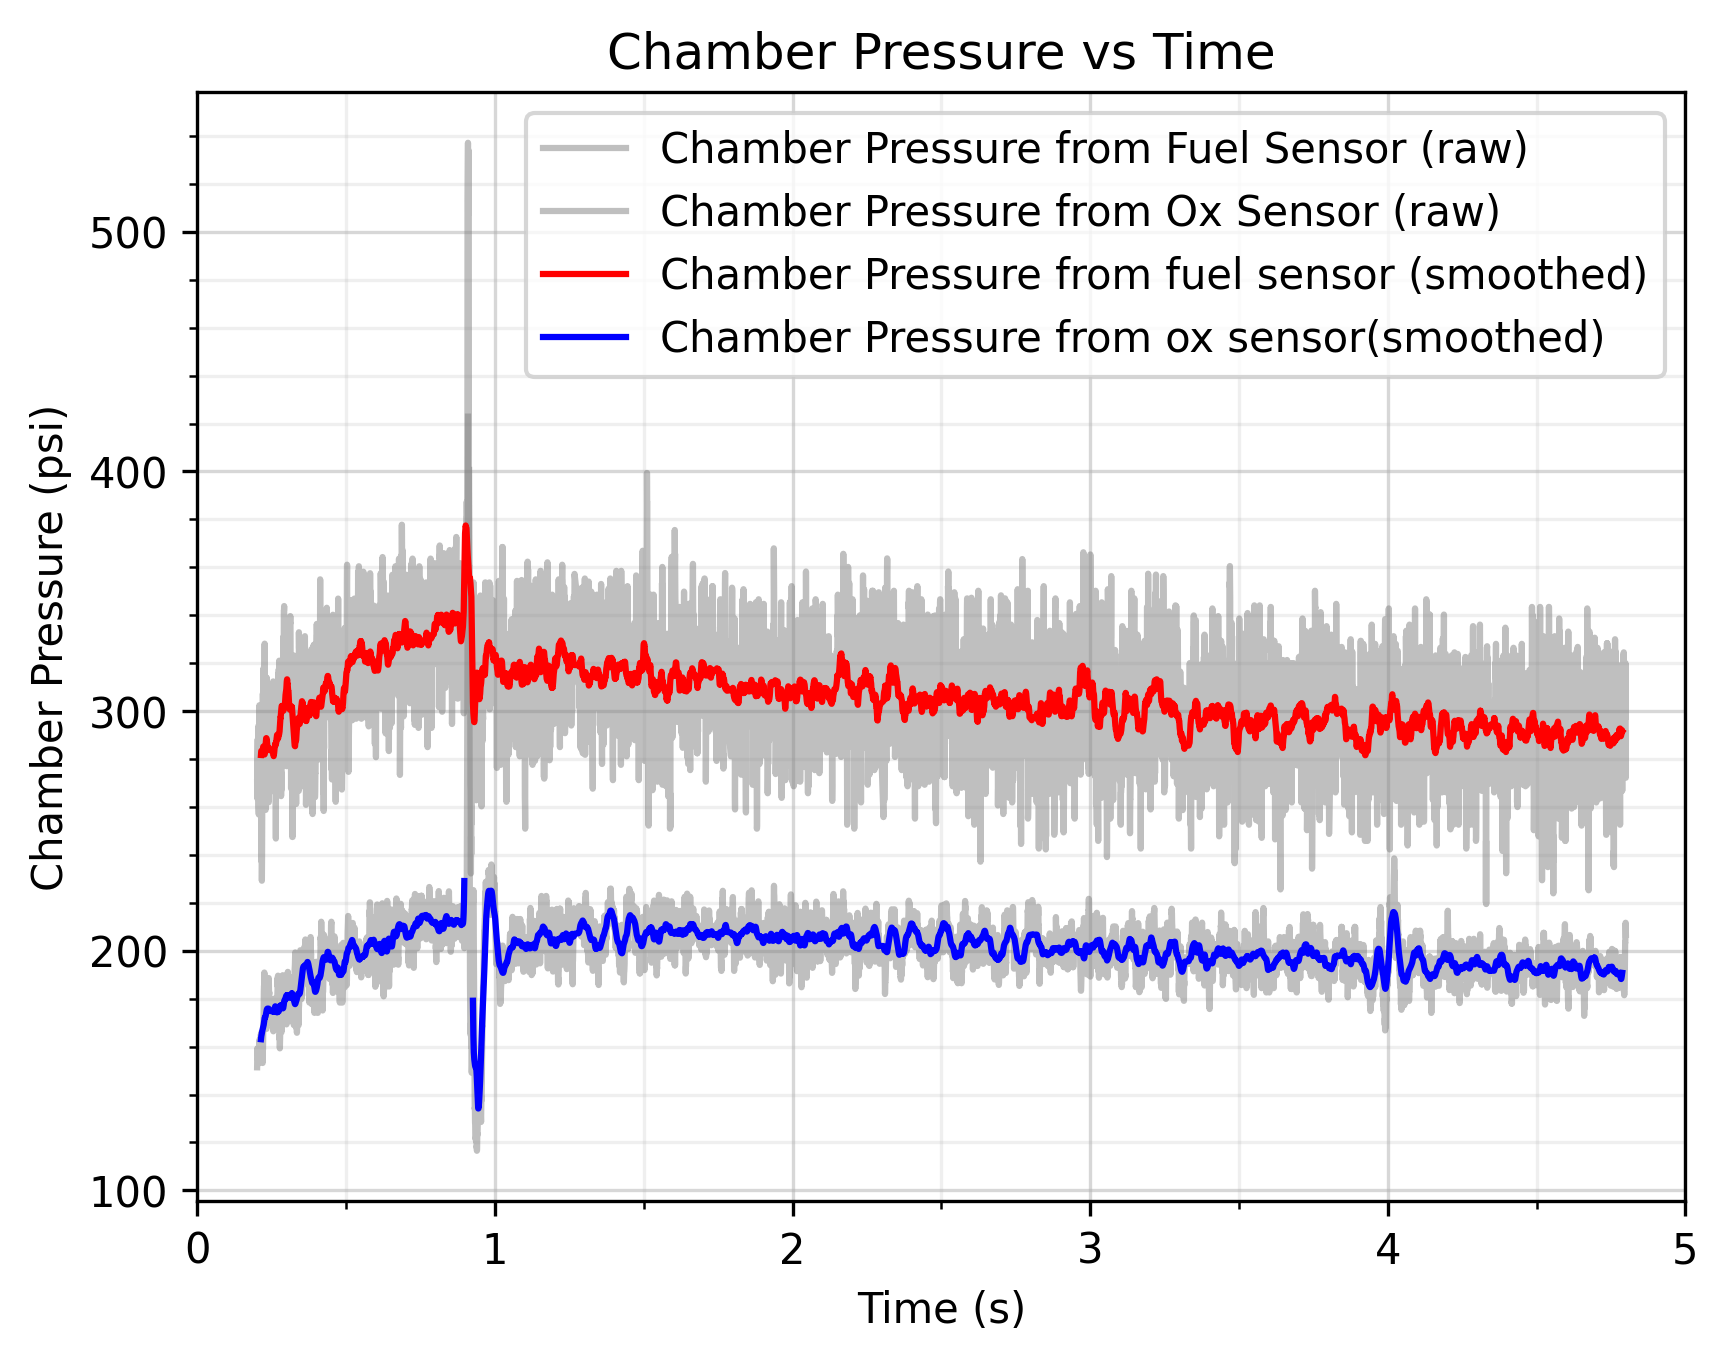 Chamber Pressure vs Time
Chamber Pressure from Fuel Sensor (raw)
Chamber Pressure from Ox Sensor (raw)
Chamber Pressure from fuel sensor (smoothed)
Chamber Pressure from ox sensor(smoothed)
500
400
300
200
100
Chamber Pressure (psi)
0 1 2 3 4 5
Time (s)